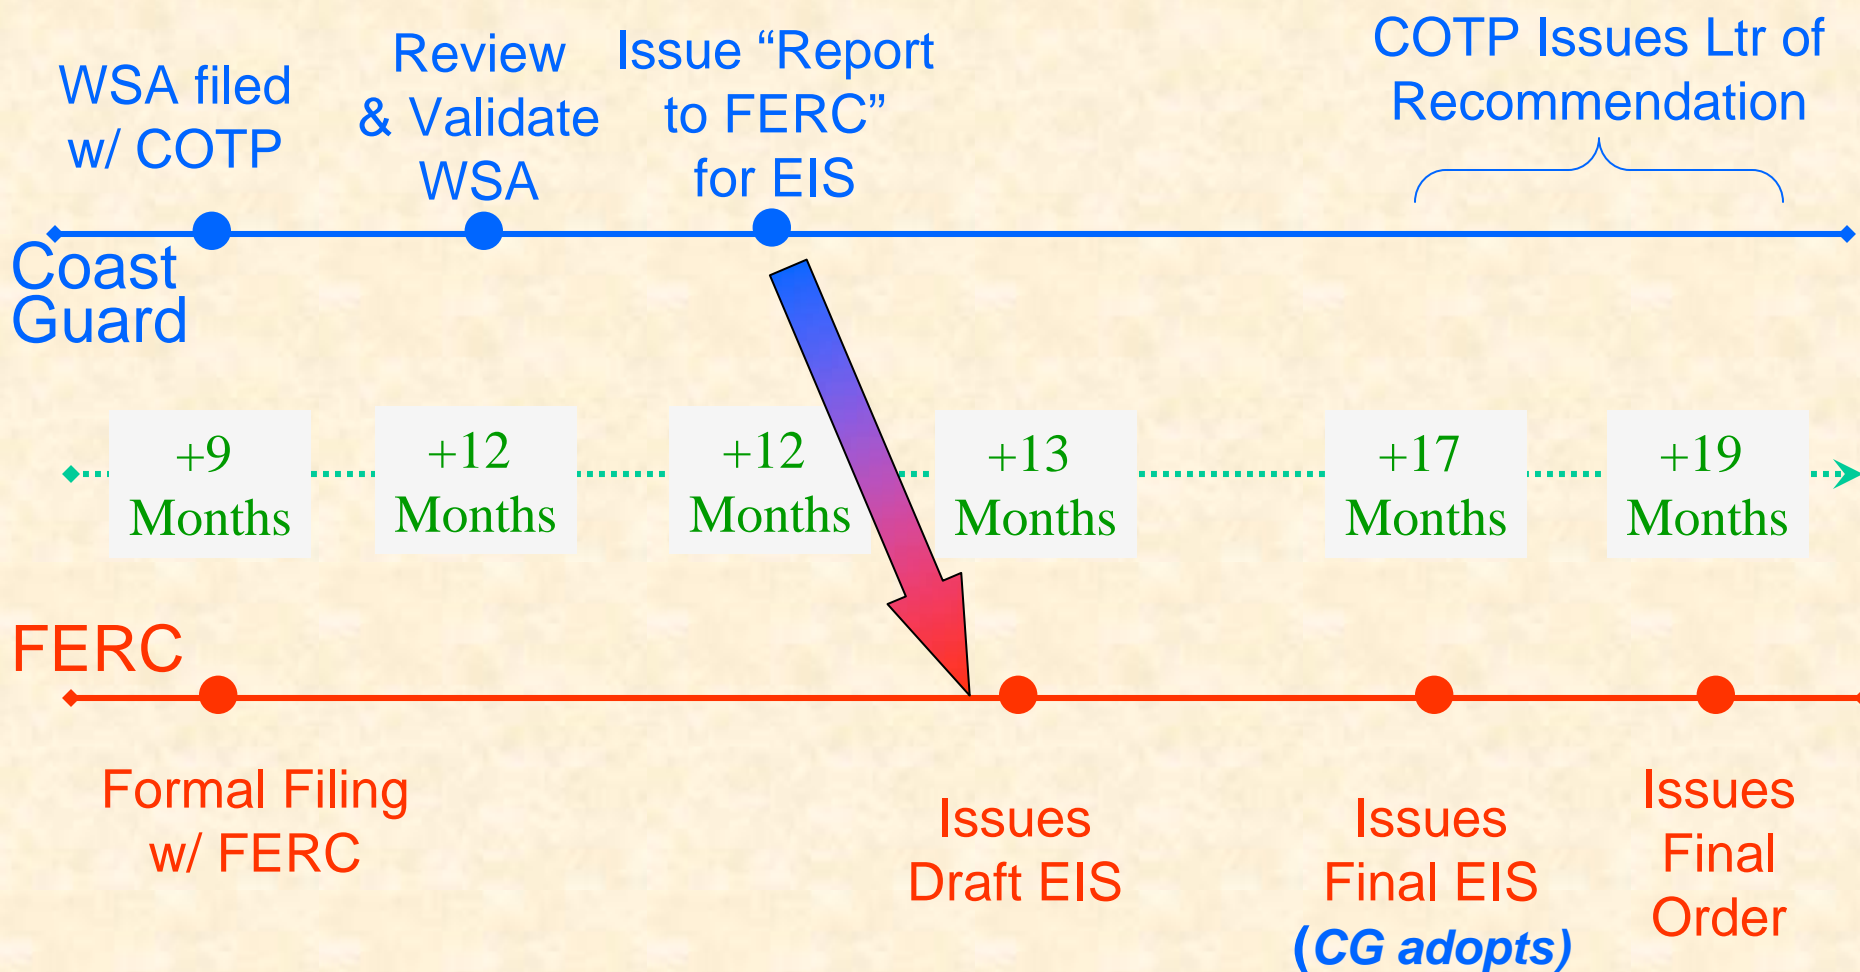 WSA filed
w/ COTP
Review
& Validate
WSA
Issue “Report
to FERC”
for EIS
COTP Issues Ltr of
Recommendation
Coast
Guard
+9
Months
+12
Months
+12
Months
+13
Months
+17
Months
+19
Months
FERC
Formal Filing
w/ FERC
Issues
Draft EIS
Issues
Final EIS
(CG adopts)
Issues
Final
Order